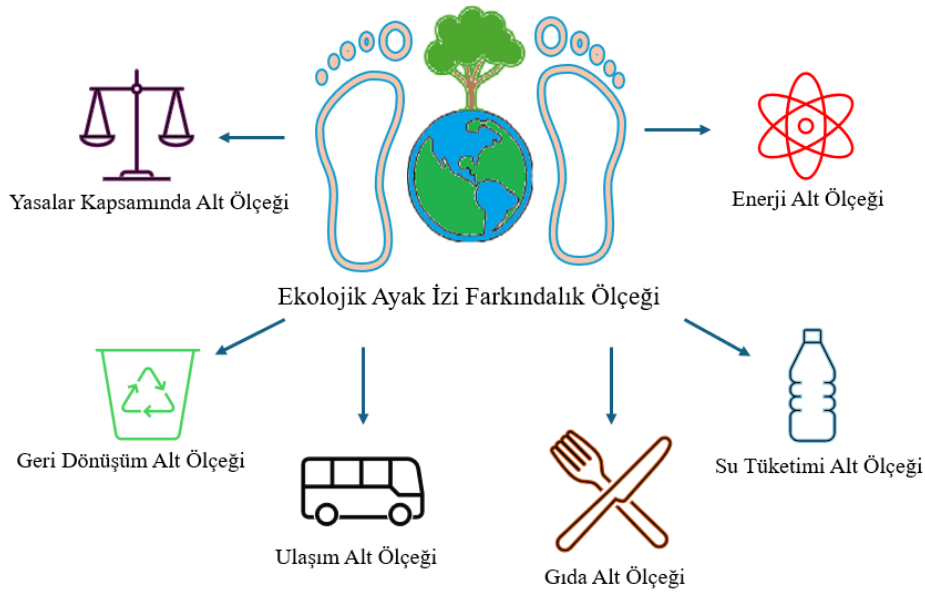 Yasalar Kapsamında Alt Ölçeği
Enerji Alt Ölçeği
Ekolojik Ayak İzi Farkındalık Ölçeği
Geri Dönüşüm Alt Ölçeği
Su Tüketimi Alt Ölçeği
Ulaşım Alt Ölçeği
Gıda Alt Ölçeği